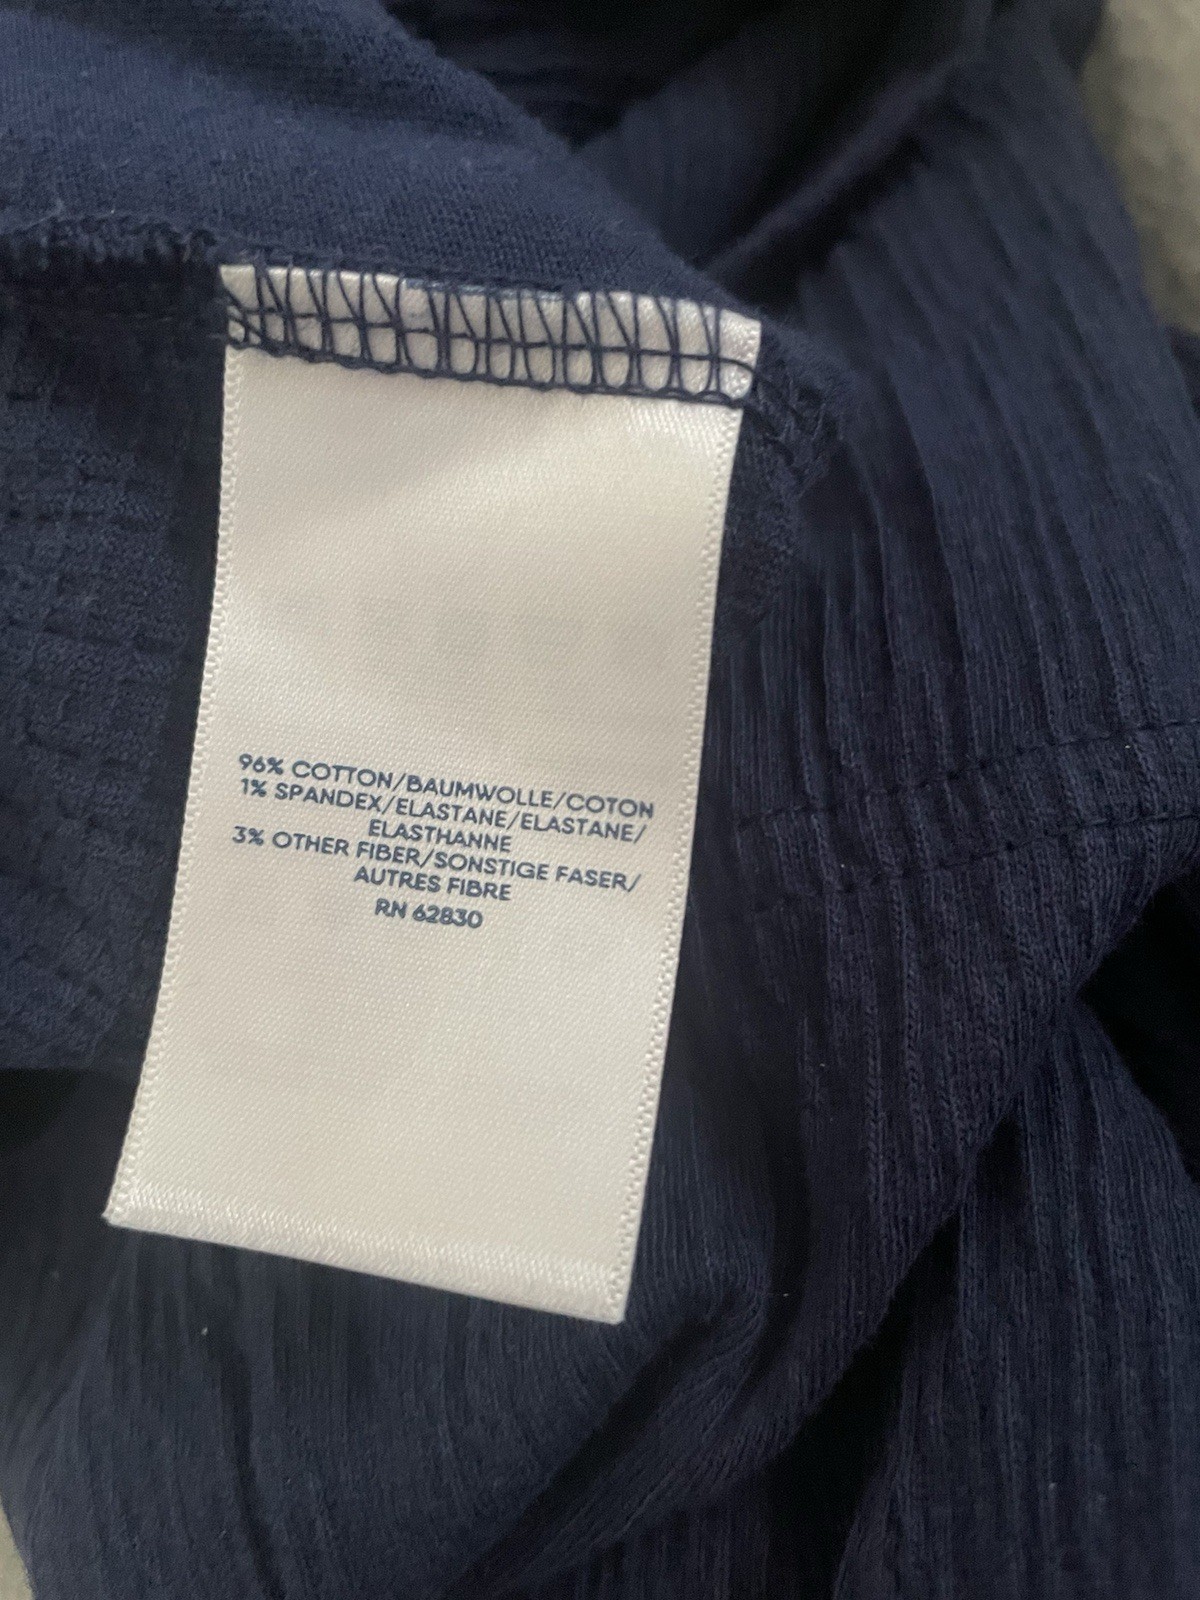 96% COTTON/BAUMWOLLE/COTON
1% SPANDEX/ELASTANE/ELASTANE/
ELASTHANNE
3% OTHER FIBER/SONSTIGE FASER/
AUTRES FIBRE
RN 62830